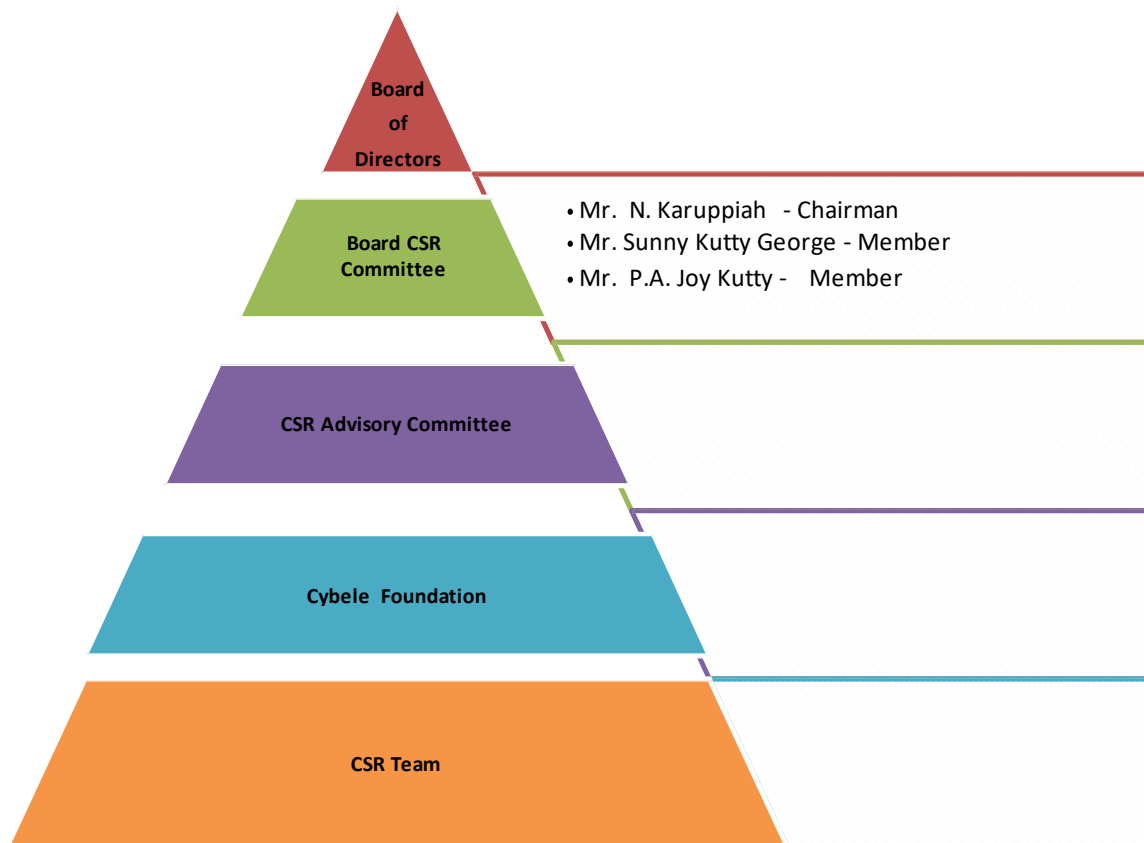 Board
of
Directors
• Mr. N. Karuppiah - Chairman
• Mr. Sunny Kutty George - Member
• Mr. P.A. Joy Kutty - Member
Board CSR
Committee
CSR Advisory Committee
Cybele Foundation
CSR Team